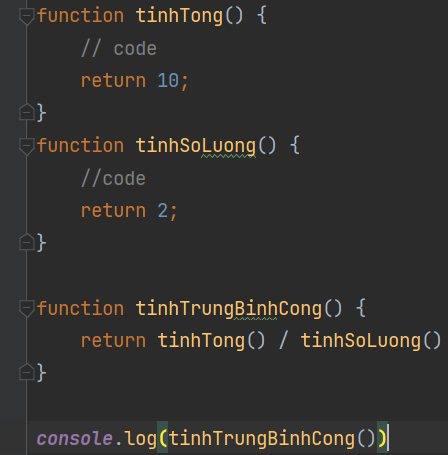 function tinhTong() {
    // code
    return 10;
}
function tinhSoLuong() {
    //code
    return 2;
}

function tinhTrungBinhCong() {
    return tinhTong() / tinhSoLuong()
}

console.log(tinhTrungBinhCong())